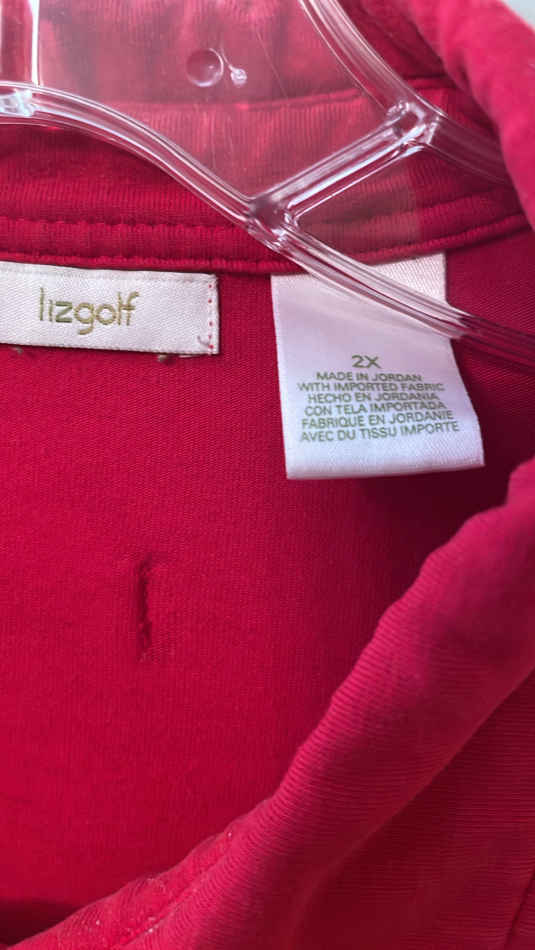 lizgolf
2X
MADE IN JORDAN
WITH IMPORTED FABRIC
HECHO EN JORDANIA
CON TELA IMPORTADA
FABRIQUE EN JORDANIE
AVEC DU TISSU IMPORTE